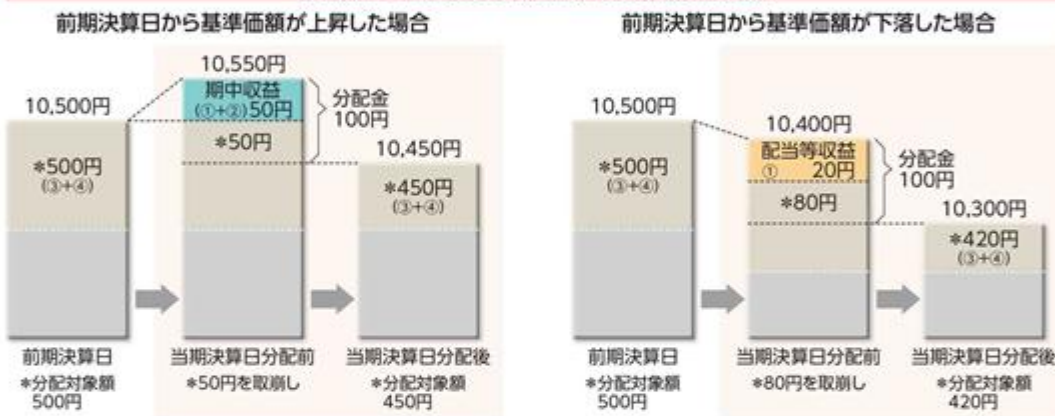 前期決算日から基準価額が上昇した場合
10,500円
*500円
(③+④)
10,550円
期中収益
(①+②)50円
*50円
分配金
100円
10,450円
*450円
(③+④)
前期決算日
*分配対象額
500円
当期決算日分配前
*50円を取崩し
当期決算日分配後
*分配対象額
450円
前期決算日から基準価額が下落した場合
10,500円
*500円
(③+④)
10,400円
配当等収益
① 20円
*80円
分配金
100円
10,300円
*420円
(③+④)
前期決算日
*分配対象額
500円
当期決算日分配前
*80円を取崩し
当期決算日分配後
*分配対象額
420円